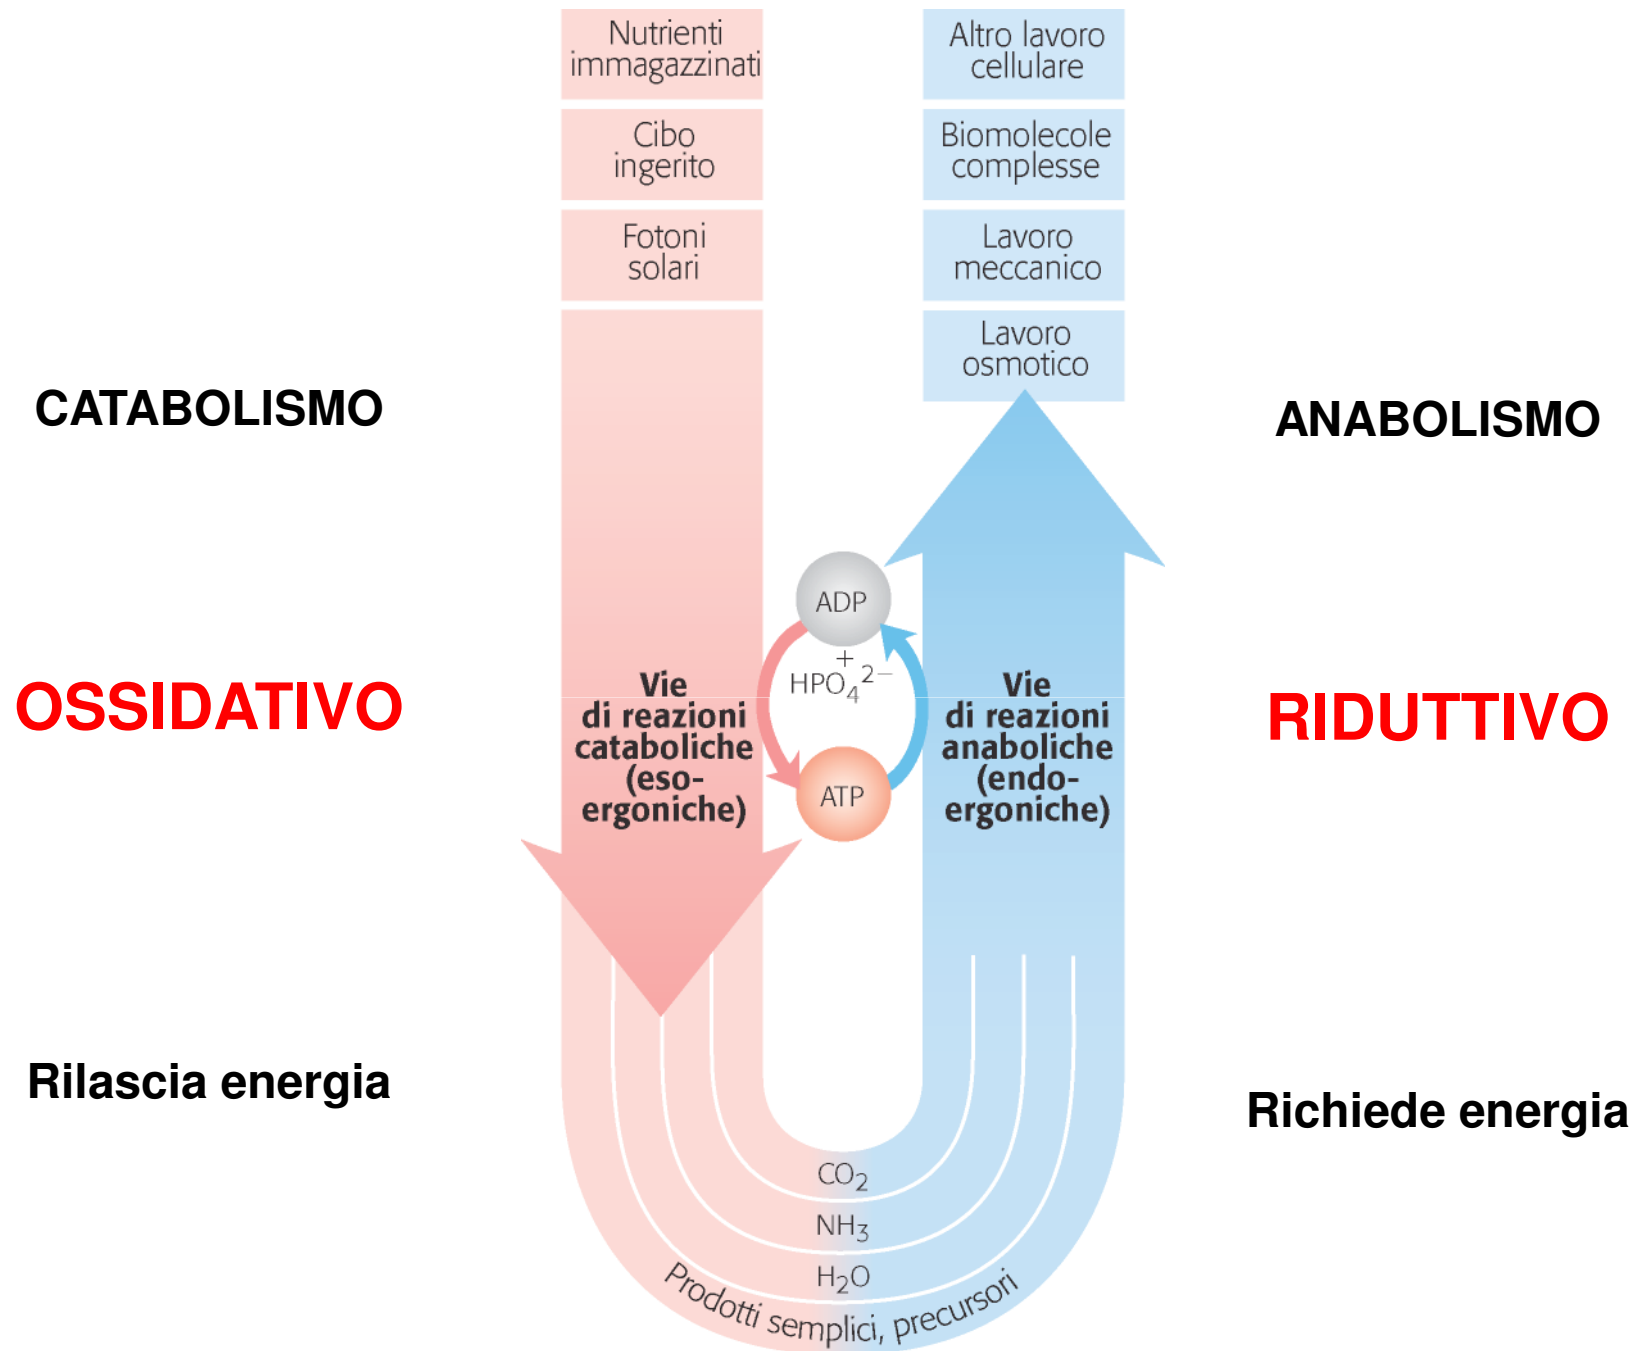 Nutrienti
immagazzinati
Cibo
ingerito
Fotoni
solari
Altro lavoro
cellulare
Biomolecole
complesse
Lavoro
meccanico
Lavoro
osmotico
CATABOLISMO
ANABOLISMO
OSSIDATIVO
RIDUTTIVO
Vie
di reazioni
cataboliche
(eso-
ergoniche)
ADP
+
HPO₄²⁻
ATP
Vie
di reazioni
anaboliche
(endo-
ergoniche)
Rilascia energia
Richiede energia
CO₂
NH₃
H₂O
Prodotti semplici, precursori